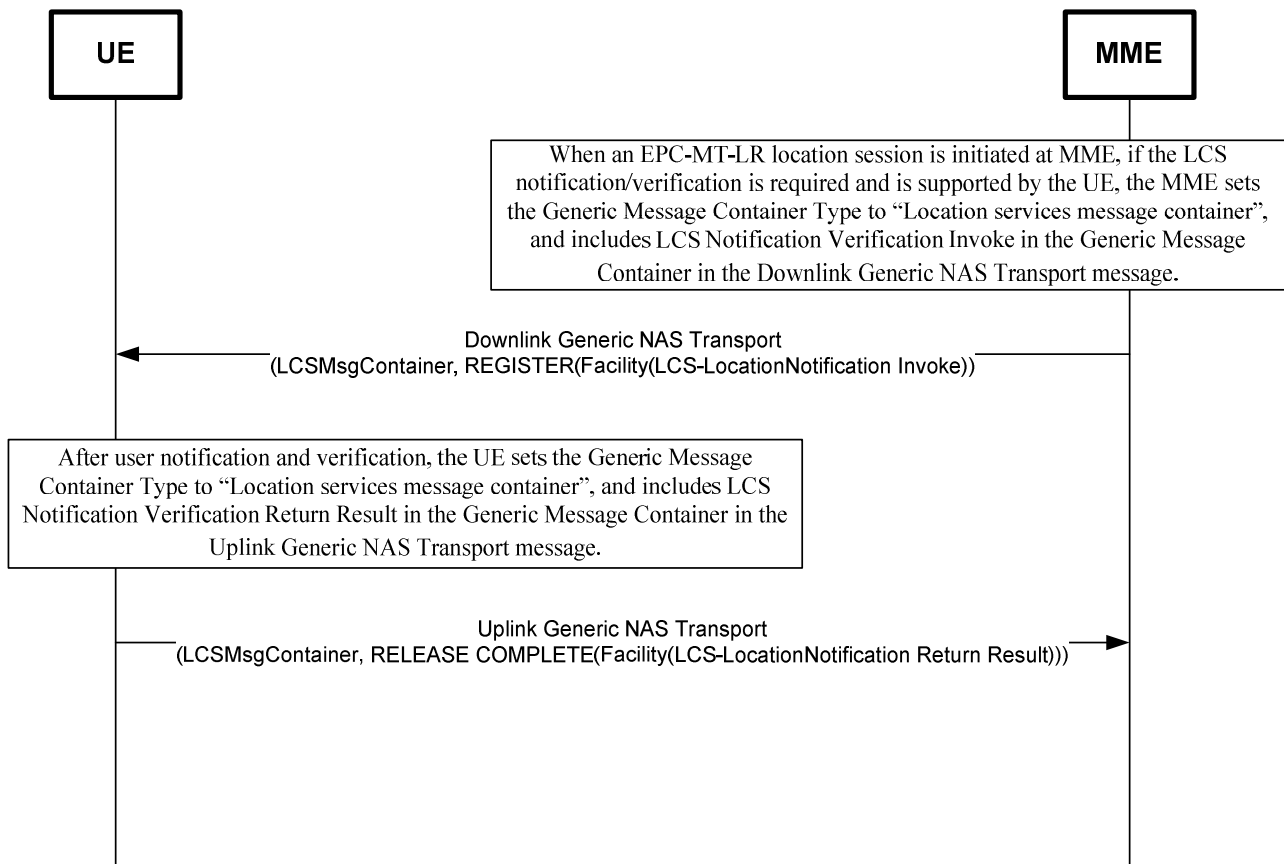 UE
MME
When an EPC-MT-LR location session is initiated at MME, if the LCS
notification/verification is required and is supported by the UE, the MME sets
the Generic Message Container Type to “Location services message container”,
and includes LCS Notification Verification Invoke in the Generic Message
Container in the Downlink Generic NAS Transport message.
Downlink Generic NAS Transport
(LCSMsgContainer, REGISTER(Facility(LCS-LocationNotification Invoke))
After user notification and verification, the UE sets the Generic Message
Container Type to “Location services message container”, and includes LCS
Notification Verification Return Result in the Generic Message Container in the
Uplink Generic NAS Transport message.
Uplink Generic NAS Transport
(LCSMsgContainer, RELEASE COMPLETE(Facility(LCS-LocationNotification Return Result)))